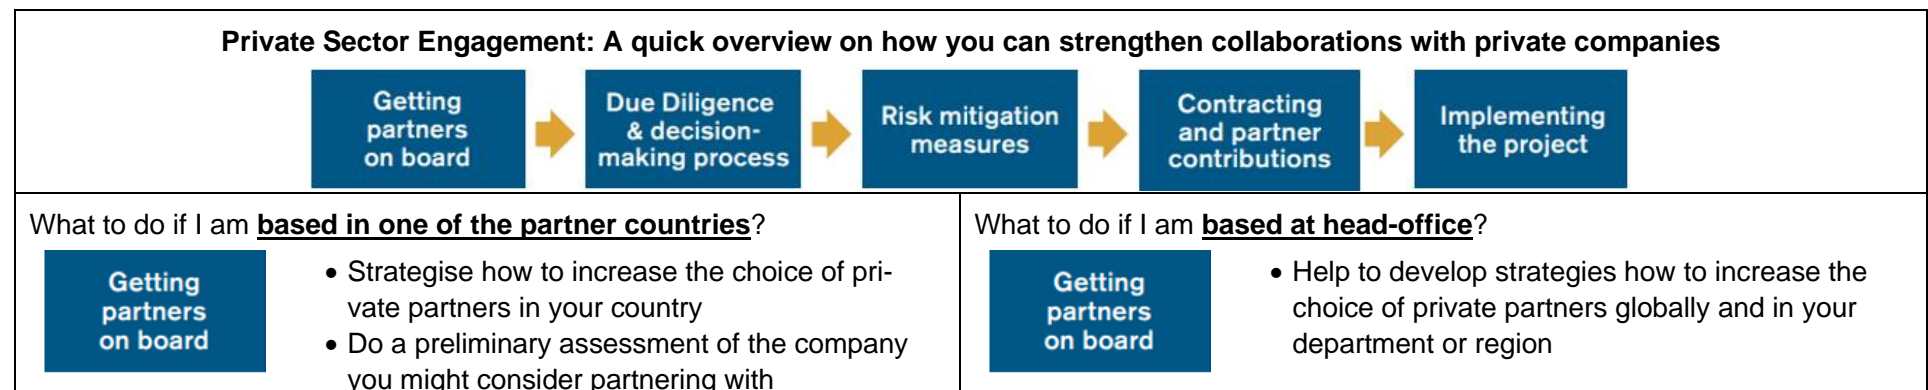 Private Sector Engagement: A quick overview on how you can strengthen collaborations with private companies
Getting
partners
on board
Due Diligence
& decision-
making process
Risk mitigation
measures
Contracting
and partner
contributions
Implementing
the project
What to do if I am based in one of the partner countries?
Getting
partners
on board
• Strategise how to increase the choice of pri-
vate partners in your country
• Do a preliminary assessment of the company
you might consider partnering with
What to do if I am based at head-office?
Getting
partners
on board
• Help to develop strategies how to increase the
choice of private partners globally and in your
department or region